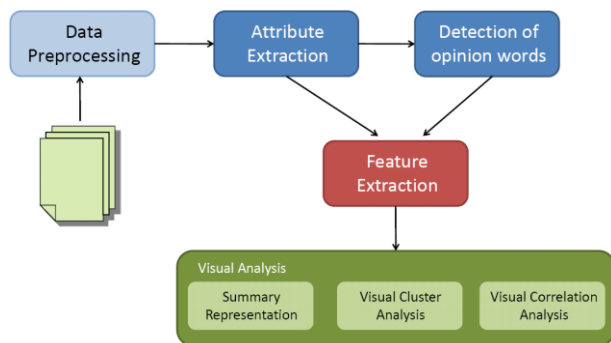 Data
Preprocessing
Attribute
Extraction
Detection of
opinion words
Feature
Extraction
Visual Analysis
Summary
Representation
Visual Cluster
Analysis
Visual Correlation
Analysis